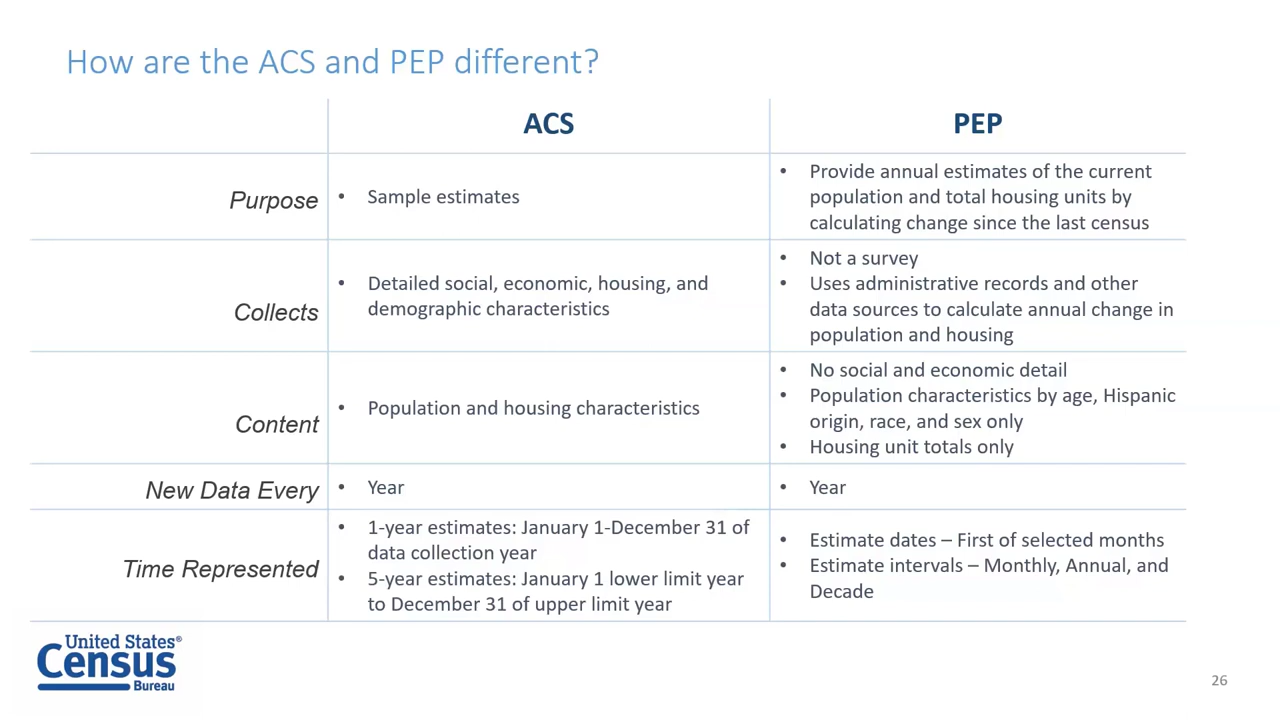 How are the ACS and PEP different?
ACS
PEP
Purpose
• Sample estimates
• Provide annual estimates of the current
population and total housing units by
calculating change since the last census
Collects
• Detailed social, economic, housing, and
demographic characteristics
• Not a survey
• Uses administrative records and other
data sources to calculate annual change in
population and housing
Content
• Population and housing characteristics
• No social and economic detail
• Population characteristics by age, Hispanic
origin, race, and sex only
• Housing unit totals only
New Data Every
• Year
• Year
Time Represented
• 1-year estimates: January 1-December 31 of
data collection year
• 5-year estimates: January 1 lower limit year
to December 31 of upper limit year
• Estimate dates – First of selected months
• Estimate intervals – Monthly, Annual, and
Decade
United States®
Census
Bureau
26